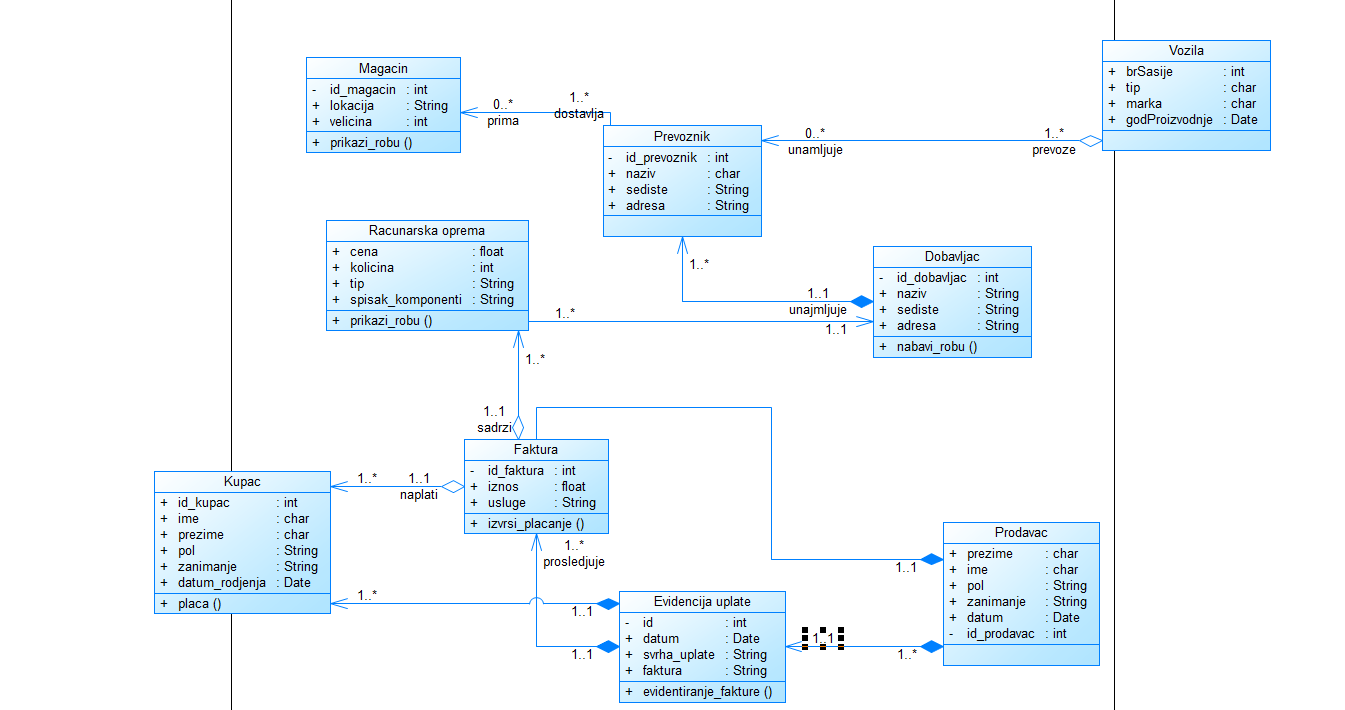 Magacin
- id_magacin : int
+ lokacija : String
+ velicina : int
+ prikazi_robu ()
0..*
prima
1..*
dostavlja
Prevoznik
- id_prevoznik : int
+ naziv : char
+ sediste : String
+ adresa : String
0..*
unamljuje
1..*
prevoze
Vozila
+ brSasije : int
+ tip : char
+ marka : char
+ godProizvodnje : Date
Racunarska oprema
+ cena : float
+ kolicina : int
+ tip : String
+ spisak_komponenti : String
+ prikazi_robu ()
1..*
1..1
unajmljuje
Dobavljac
- id_dobavljac : int
+ naziv : String
+ sediste : String
+ adresa : String
+ nabavi_robu ()
1..*
1..1
1..*
1..1
sadrzi
Faktura
- id_faktura : int
+ iznos : float
+ usluge : String
+ izvrsi_placanje ()
1..*
1..1
naplati
Kupac
+ id_kupac : int
+ ime : char
+ prezime : char
+ pol : String
+ zanimanje : String
+ datum_rodjenja : Date
+ placa ()
1..*
prosledjuje
1..1
Prodavac
+ prezime : char
+ ime : char
+ pol : String
+ zanimanje : String
+ datum : Date
- id_prodavac : int
1..*
1..1
1..1
Evidencija uplate
- id : int
+ datum : Date
+ svrha_uplate : String
+ faktura : String
+ evidentiranje_fakture ()
1..1
1..*